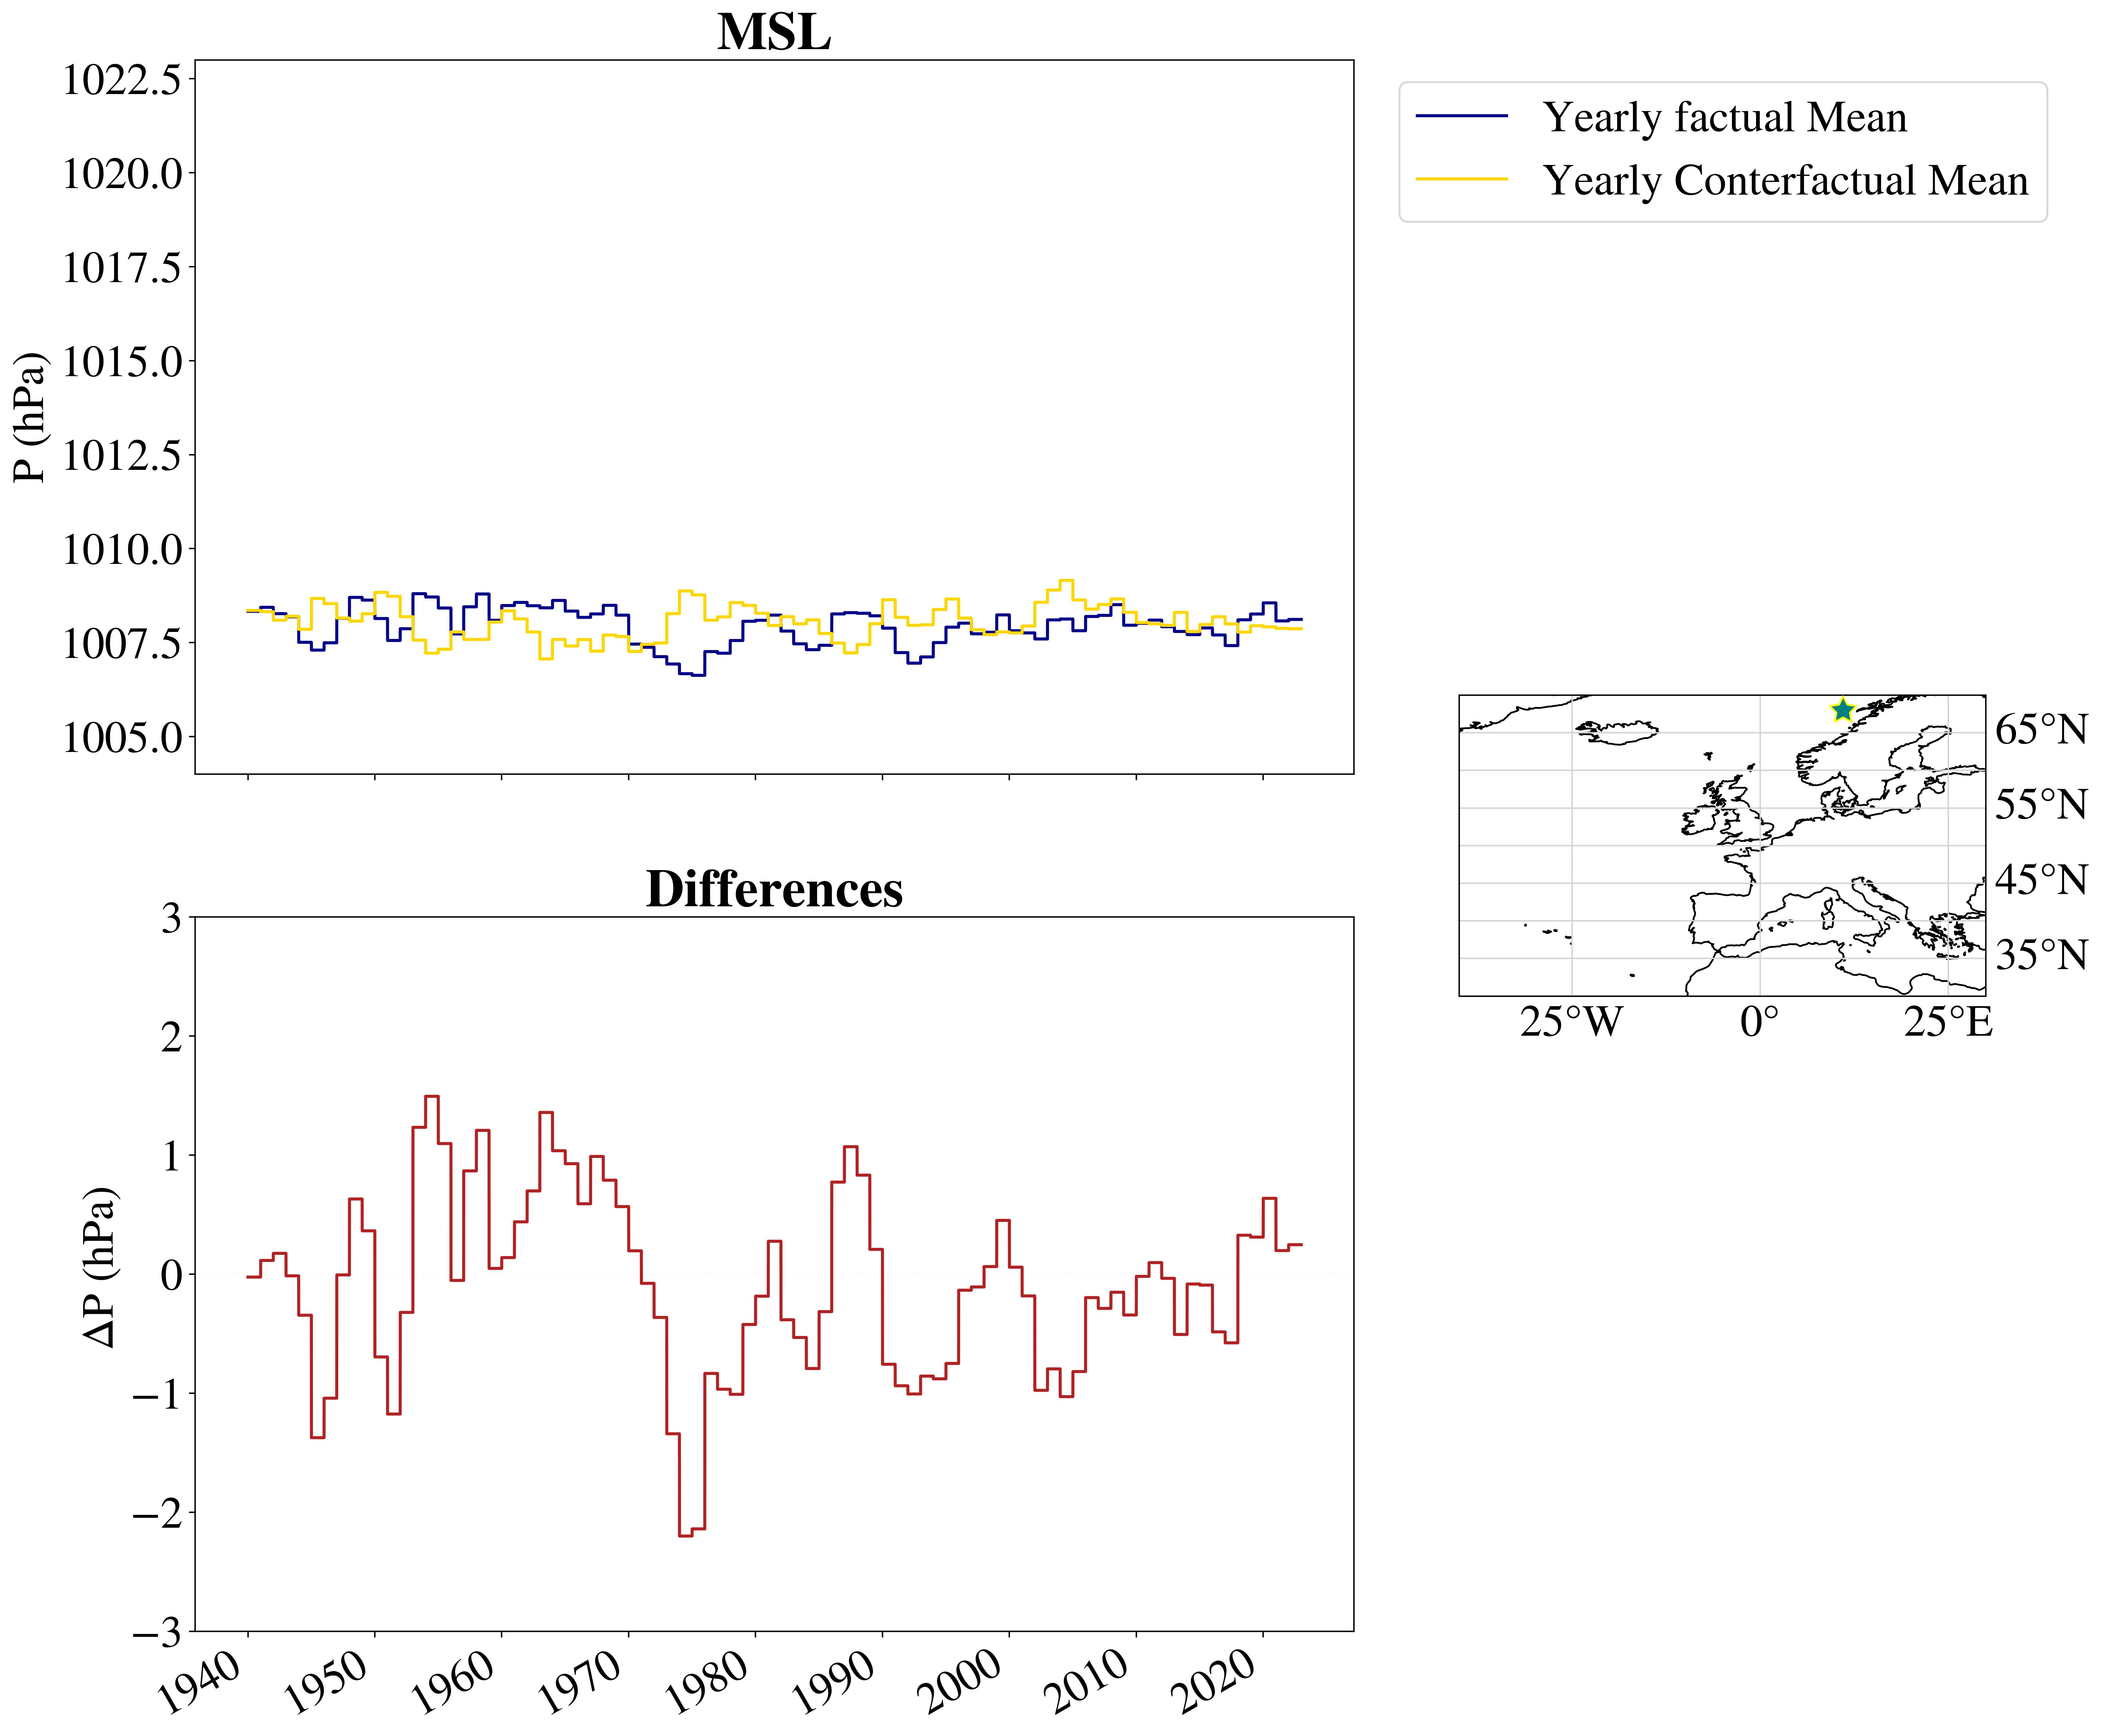 MSL
1022.5
1020.0
1017.5
1015.0
1012.5
1010.0
1007.5
1005.0
P (hPa)
Yearly factual Mean
Yearly Conterfactual Mean
65°N
55°N
45°N
35°N
25°W 0° 25°E
Differences
3
2
1
0
−1
−2
−3
ΔP (hPa)
1940 1950 1960 1970 1980 1990 2000 2010 2020